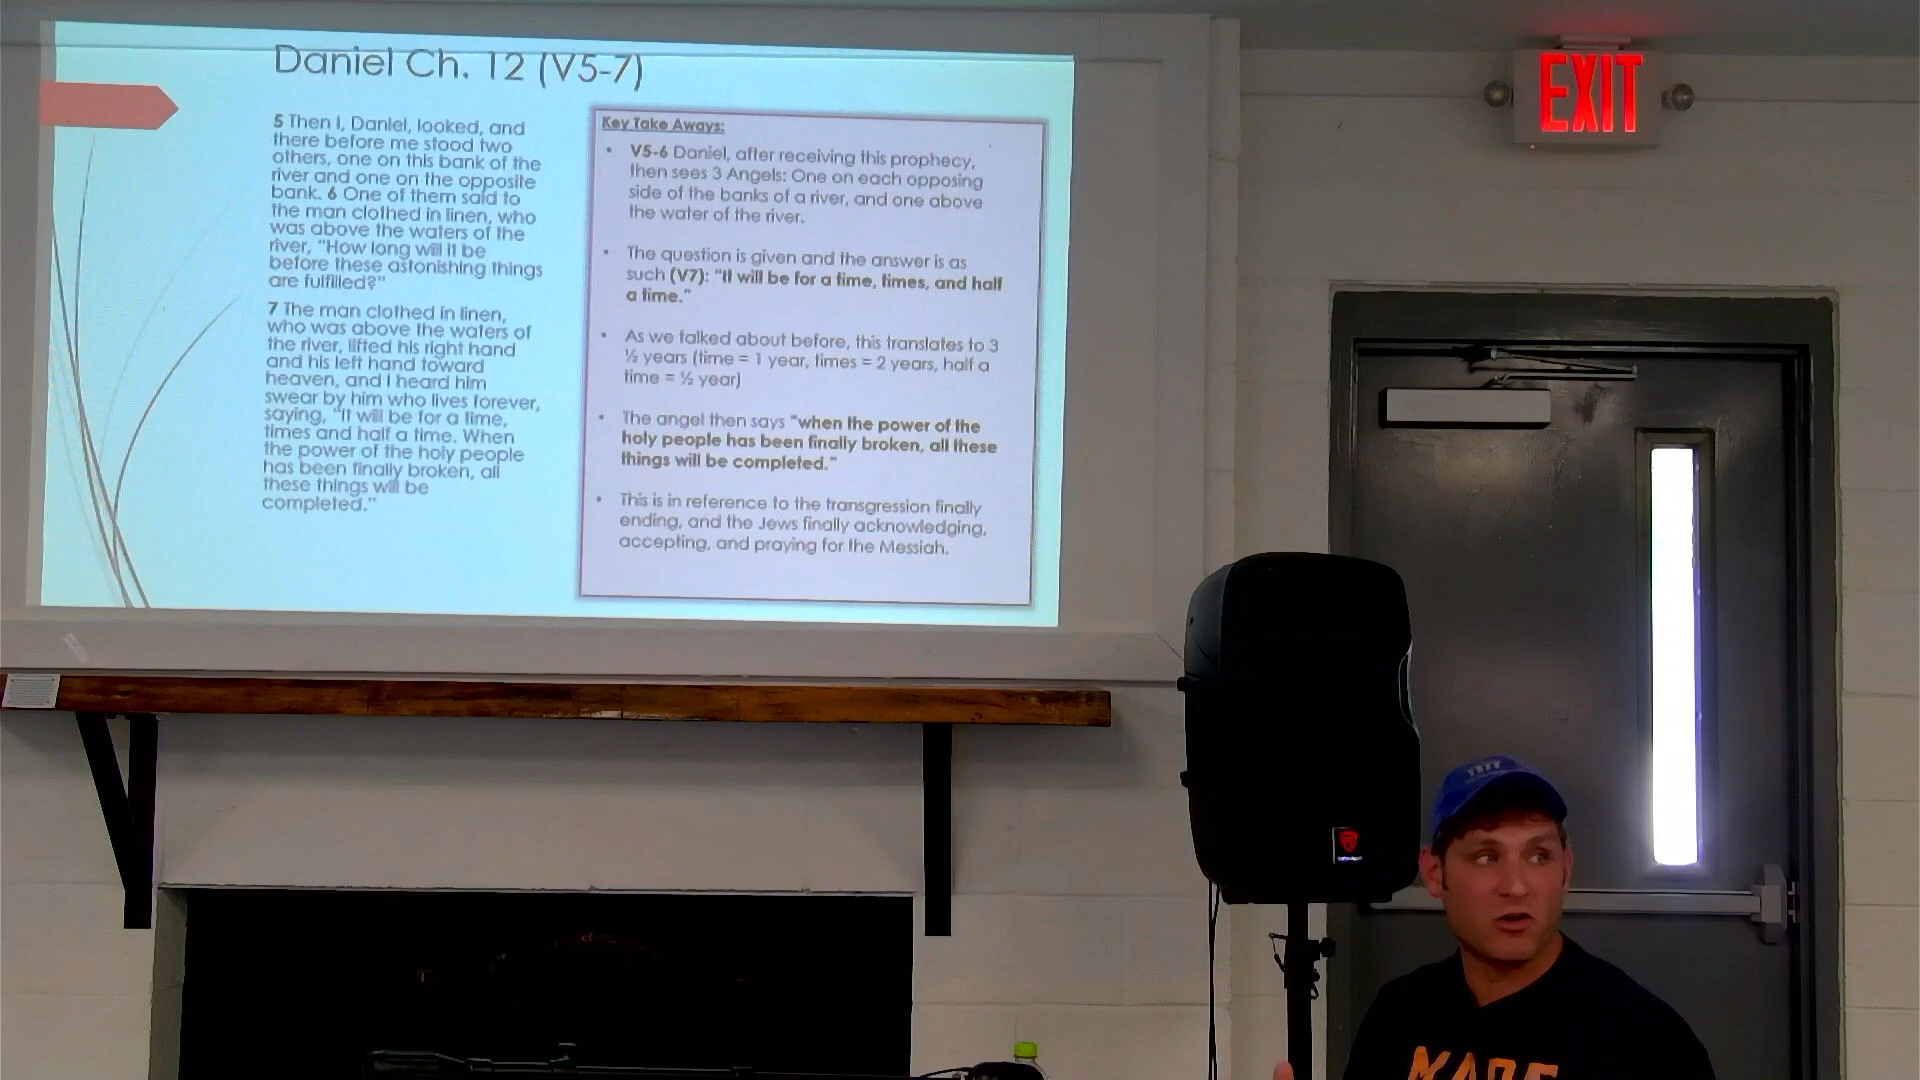 Daniel Ch. 12 (V5-7)
5 Then I, Daniel, looked, and
there before me stood two
others, one on this bank of the
river and one on the opposite
bank. 6 One of them said to
the man clothed in linen, who
was above the waters of the
river, "How long will it be
before these astonishing things
are fulfilled?"
7 The man clothed in linen,
who was above the waters of
the river, lifted his right hand
and his left hand toward
heaven, and I heard him
swear by him who lives forever,
saying, "It will be for a time,
times and half a time. When
the power of the holy people
has been finally broken, all
these things will be
completed."
Key Take Aways:
• V5-6 Daniel, after receiving this prophecy,
then sees 3 Angels: One on each opposing
side of the banks of a river, and one above
the water of the river.
• The question is given and the answer is as
such (V7): "It will be for a time, times, and half
a time."
• As we talked about before, this translates to 3
½ years (time = 1 year, times = 2 years, half a
time = ½ year)
• The angel then says "when the power of the
holy people has been finally broken, all these
things will be completed."
• This is in reference to the transgression finally
ending, and the Jews finally acknowledging,
accepting, and praying for the Messiah.
EXIT